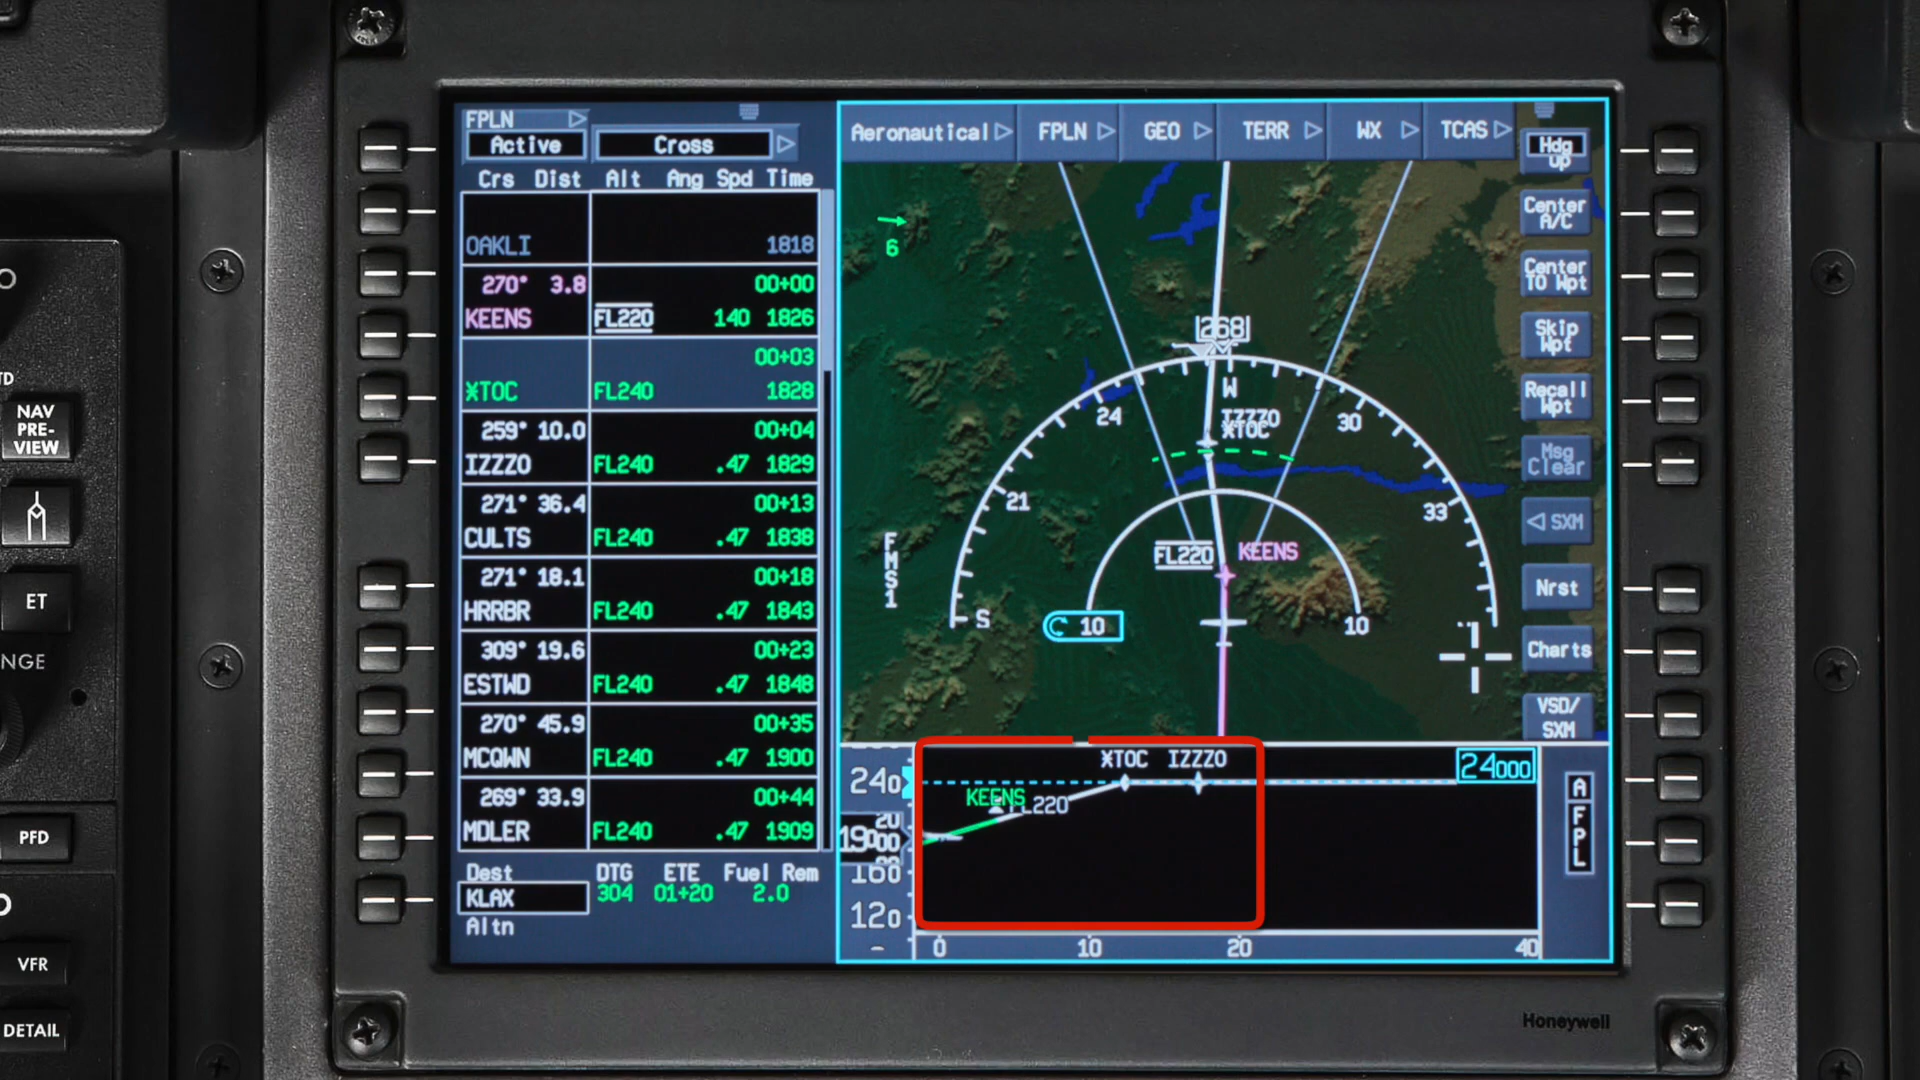 FPLN
Active
Cross
Crs Dist Alt Ang Spd Time
OAKLI 1818
270° 3.8 00+00
KEENS FL220 140 1826
00+03
*TOC FL240 1828
259° 10.0 00+04
IZZZO FL240 .47 1829
271° 36.4 00+13
CULTS FL240 .47 1838
271° 18.1 00+18
HRRBR FL240 .47 1843
309° 19.6 00+23
ESTWD FL240 .47 1848
270° 45.9 00+35
MCQWN FL240 .47 1900
269° 33.9 00+44
MDLER FL240 .47 1909
Dest DTG ETE Fuel Rem
KLAX 304 01+20 2.0
Altn
Aeronautical FPLN GEO TERR WX TCAS
Hdg
up
Center
A/C
Center
TO Wpt
Skip
Wpt
Recall
Wpt
Msg
Clear
SXM
Nrst
Charts
VSD/
SXM
6
268
W
24
30
21
33
S
IZZZO
*TOC
FL220 KEENS
FMS1
10
10
*TOC IZZZO
24000
240
KEENS
FL220
20
1900
160
120
0 10 20 40
AFPL
NAV
PRE-
VIEW
ET
NGE
PFD
VFR
DETAIL
Honeywell